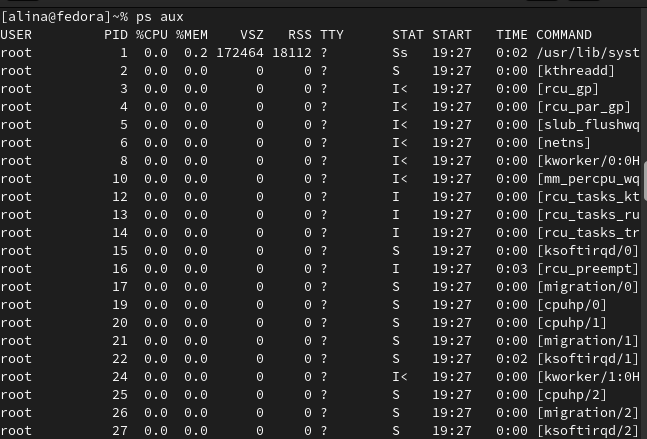 [alina@fedora]~% ps aux
USER PID %CPU %MEM VSZ RSS TTY STAT START TIME COMMAND
root 1 0.0 0.2 172464 18112 ? Ss 19:27 0:02 /usr/lib/syst
root 2 0.0 0.0 0 0 ? S 19:27 0:00 [kthreadd]
root 3 0.0 0.0 0 0 ? I< 19:27 0:00 [rcu_gp]
root 4 0.0 0.0 0 0 ? I< 19:27 0:00 [rcu_par_gp]
root 5 0.0 0.0 0 0 ? I< 19:27 0:00 [slub_flushwq
root 6 0.0 0.0 0 0 ? I< 19:27 0:00 [netns]
root 8 0.0 0.0 0 0 ? I< 19:27 0:00 [kworker/0:0H
root 10 0.0 0.0 0 0 ? I< 19:27 0:00 [mm_percpu_wq
root 12 0.0 0.0 0 0 ? I 19:27 0:00 [rcu_tasks_kt
root 13 0.0 0.0 0 0 ? I 19:27 0:00 [rcu_tasks_ru
root 14 0.0 0.0 0 0 ? I 19:27 0:00 [rcu_tasks_tr
root 15 0.0 0.0 0 0 ? S 19:27 0:00 [ksoftirqd/0]
root 16 0.0 0.0 0 0 ? I 19:27 0:03 [rcu_preempt]
root 17 0.0 0.0 0 0 ? S 19:27 0:00 [migration/0]
root 19 0.0 0.0 0 0 ? S 19:27 0:00 [cpuhp/0]
root 20 0.0 0.0 0 0 ? S 19:27 0:00 [cpuhp/1]
root 21 0.0 0.0 0 0 ? S 19:27 0:00 [migration/1]
root 22 0.0 0.0 0 0 ? S 19:27 0:02 [ksoftirqd/1]
root 24 0.0 0.0 0 0 ? I< 19:27 0:00 [kworker/1:0H
root 25 0.0 0.0 0 0 ? S 19:27 0:00 [cpuhp/2]
root 26 0.0 0.0 0 0 ? S 19:27 0:00 [migration/2]
root 27 0.0 0.0 0 0 ? S 19:27 0:00 [ksoftirqd/2]